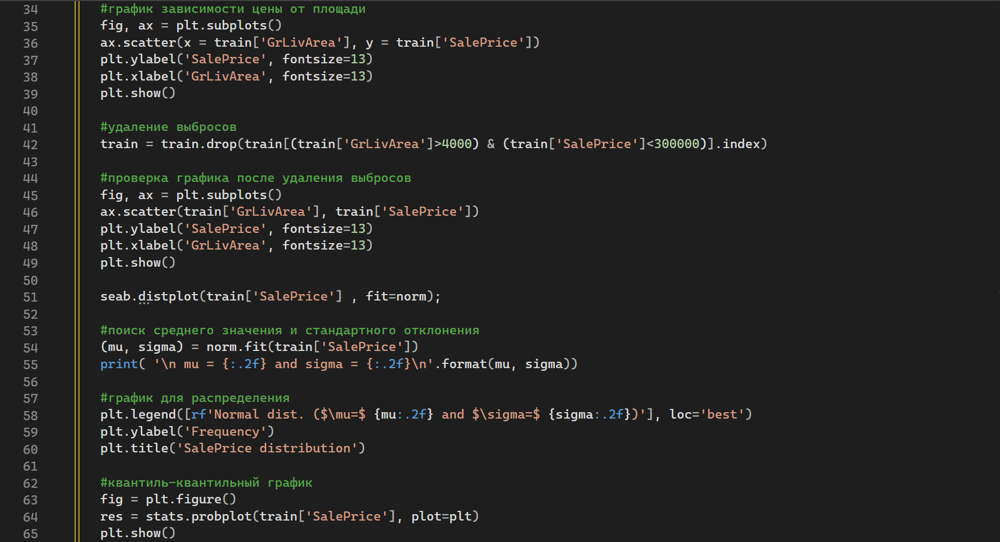 34 #график зависимости цены от площади
35 fig, ax = plt.subplots()
36 ax.scatter(x = train['GrLivArea'], y = train['SalePrice'])
37 plt.ylabel('SalePrice', fontsize=13)
38 plt.xlabel('GrLivArea', fontsize=13)
39 plt.show()
40
41 #удаление выбросов
42 train = train.drop(train[(train['GrLivArea']>4000) & (train['SalePrice']<300000)].index)
43
44 #проверка графика после удаления выбросов
45 fig, ax = plt.subplots()
46 ax.scatter(train['GrLivArea'], train['SalePrice'])
47 plt.ylabel('SalePrice', fontsize=13)
48 plt.xlabel('GrLivArea', fontsize=13)
49 plt.show()
50
51 seab.distplot(train['SalePrice'] , fit=norm);
52
53 #поиск среднего значения и стандартного отклонения
54 (mu, sigma) = norm.fit(train['SalePrice'])
55 print( '\n mu = {:.2f} and sigma = {:.2f}\n'.format(mu, sigma))
56
57 #график для распределения
58 plt.legend([rf'Normal dist. ($\mu=$ {mu:.2f} and $\sigma=$ {sigma:.2f})'], loc='best')
59 plt.ylabel('Frequency')
60 plt.title('SalePrice distribution')
61
62 #квантиль-квантильный график
63 fig = plt.figure()
64 res = stats.probplot(train['SalePrice'], plot=plt)
65 plt.show()